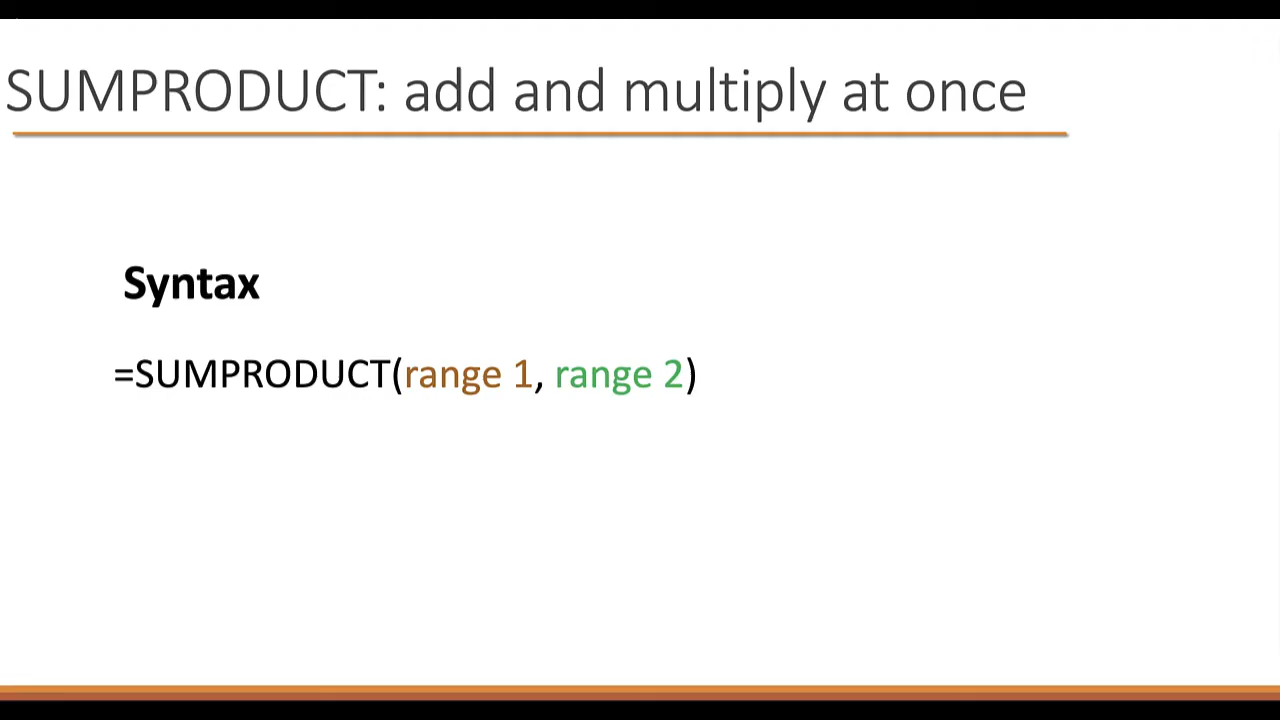 SUMPRODUCT: add and multiply at once
Syntax
=SUMPRODUCT(range 1, range 2)